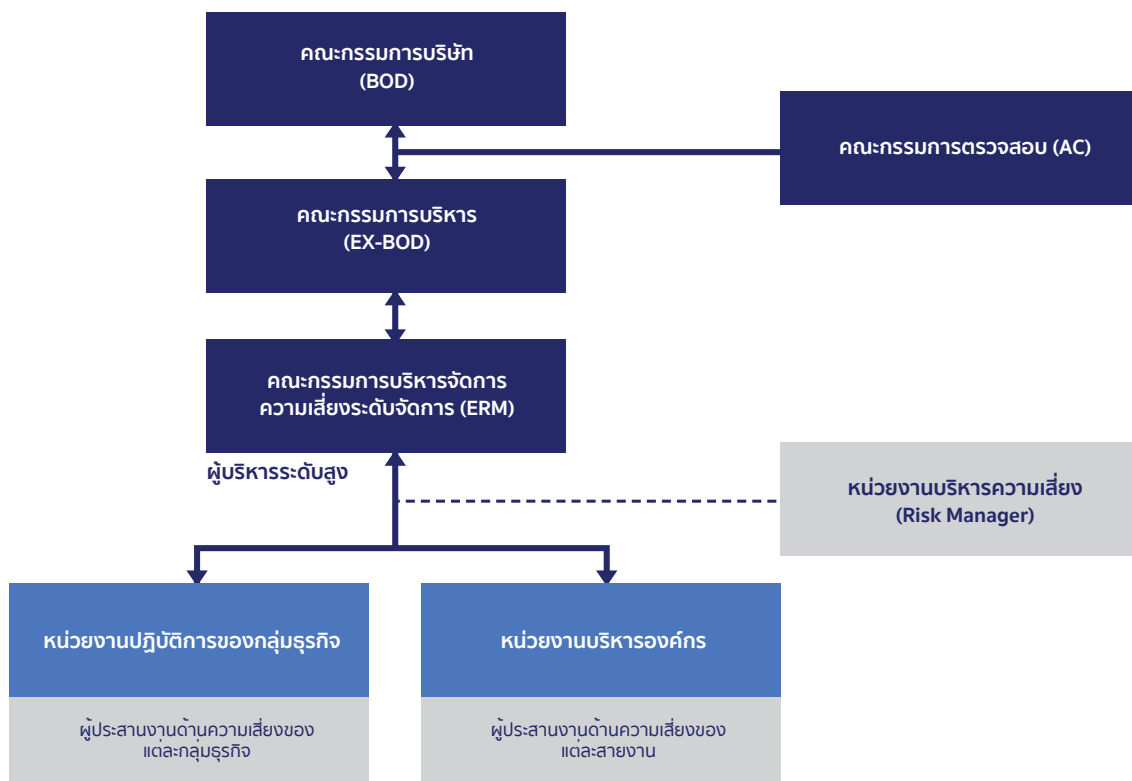 คณะกรรมการบริษัท
(BOD)
คณะกรรมการตรวจสอบ (AC)
คณะกรรมการบริหาร
(EX-BOD)
คณะกรรมการบริหารจัดการ
ความเสี่ยงระดับจัดการ (ERM)
ผู้บริหารระดับสูง
หน่วยงานบริหารความเสี่ยง
(Risk Manager)
หน่วยงานปฏิบัติการของกลุ่มธุรกิจ
หน่วยงานบริหารองค์กร
ผู้ประสานงานด้านความเสี่ยงของ
แต่ละกลุ่มธุรกิจ
ผู้ประสานงานด้านความเสี่ยงของ
แต่ละสายงาน